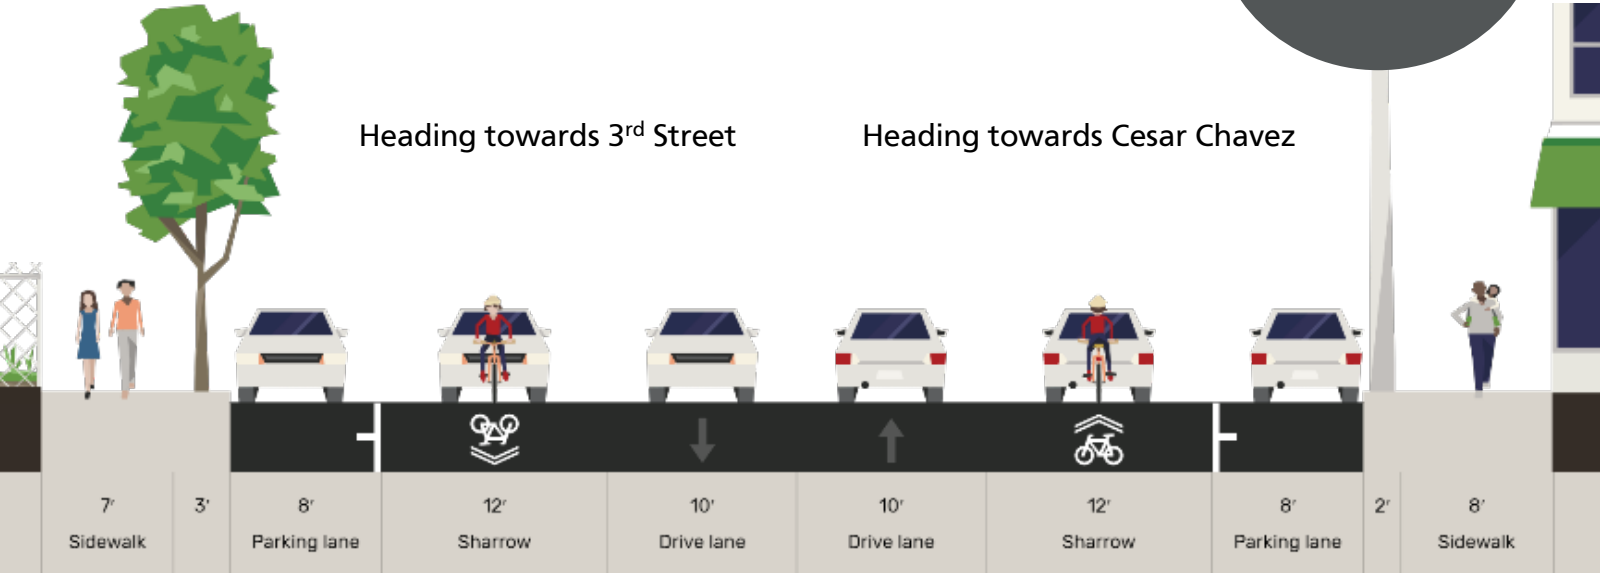 Heading towards 3rd Street Heading towards Cesar Chavez
7' 3' 8' 12' 10' 10' 12' 8' 2' 8'
Sidewalk Parking lane Sharrow Drive lane Drive lane Sharrow Parking lane Sidewalk